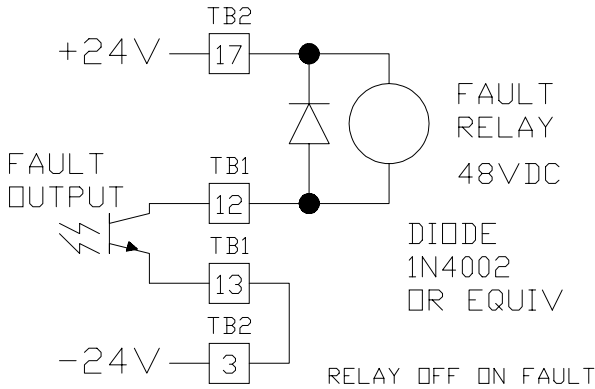 TB2
+24V
17
FAULT
RELAY
48VDC
FAULT
OUTPUT
TB1
12
DIODE
1N4002
OR EQUIV
TB1
13
TB2
-24V
3
RELAY OFF ON FAULT